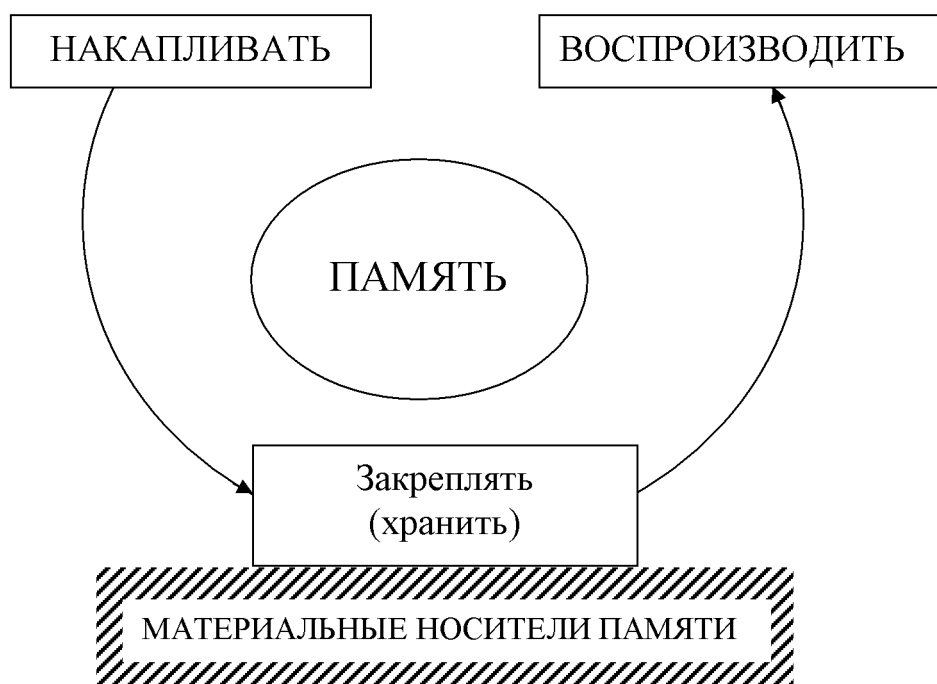 НАКАПЛИВАТЬ
ВОСПРОИЗВОДИТЬ
ПАМЯТЬ
Закреплять
(хранить)
МАТЕРИАЛЬНЫЕ НОСИТЕЛИ ПАМЯТИ